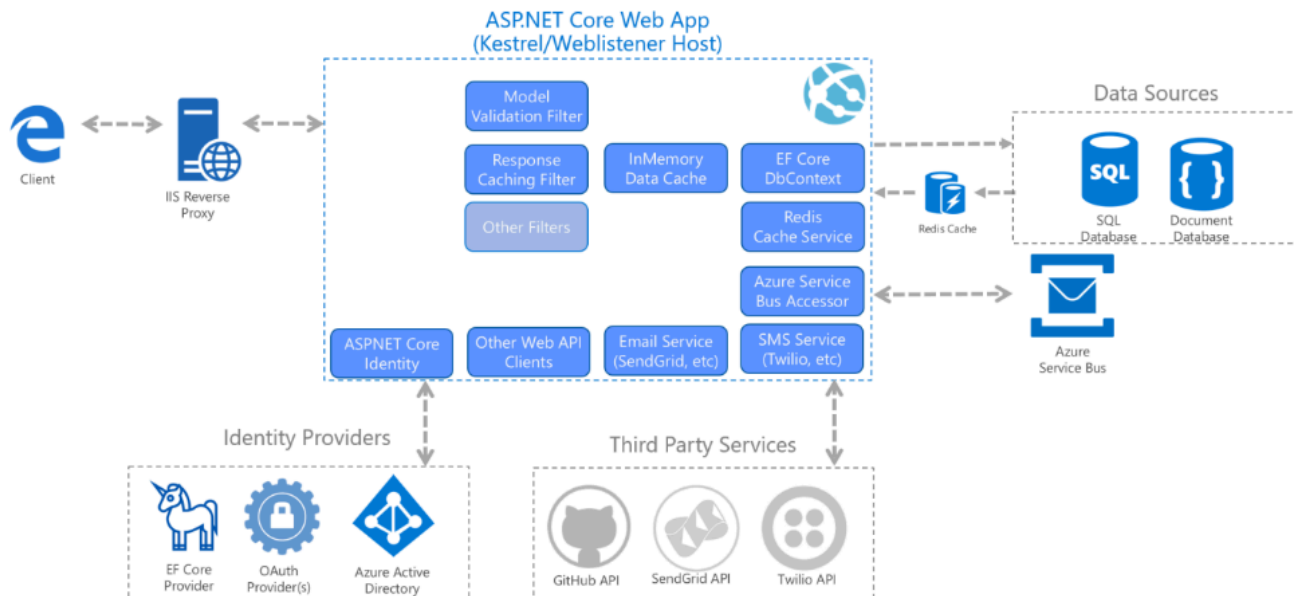 ASP.NET Core Web App
(Kestrel/Weblistener Host)
Model
Validation Filter
Data Sources
Response
Caching Filter
InMemory
Data Cache
EF Core
DbContext
SQL
{ }
Client
IIS Reverse
Proxy
Other Filters
Redis
Cache Service
Redis Cache
SQL
Database
Document
Database
Azure Service
Bus Accessor
ASP.NET Core
Identity
Other Web API
Clients
Email Service
(SendGrid, etc)
SMS Service
(Twilio, etc)
Azure
Service Bus
Identity Providers
Third Party Services
EF Core
Provider
OAuth
Provider(s)
Azure Active
Directory
GitHub API
SendGrid API
Twilio API